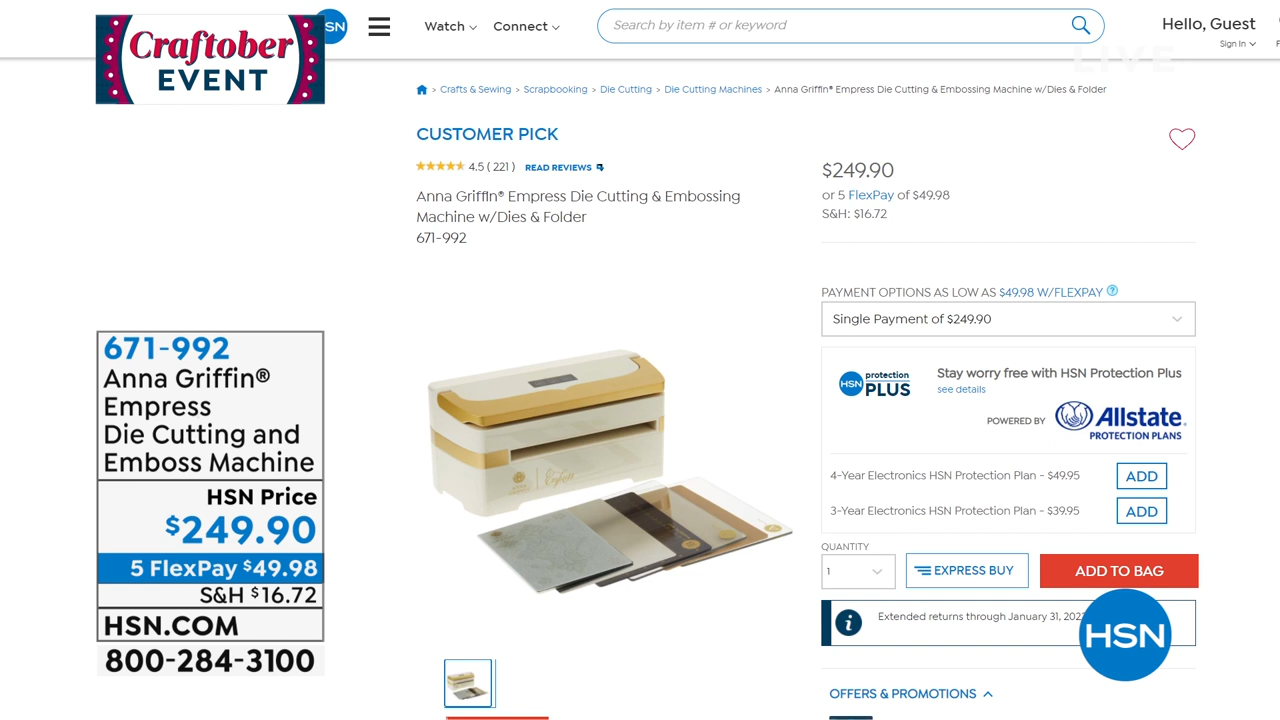 Craftober
EVENT
SN
Watch
Connect
Search by item # or keyword
Hello, Guest
Sign In
LIVE
> Crafts & Sewing > Scrapbooking > Die Cutting > Die Cutting Machines > Anna Griffin® Empress Die Cutting & Embossing Machine w/Dies & Folder
CUSTOMER PICK
4.5 ( 221 ) READ REVIEWS
Anna Griffin® Empress Die Cutting & Embossing
Machine w/Dies & Folder
671-992
$249.90
or 5 FlexPay of $49.98
S&H: $16.72
PAYMENT OPTIONS AS LOW AS $49.98 W/FLEXPAY ?
Single Payment of $249.90
HSN protection PLUS
Stay worry free with HSN Protection Plus
see details
POWERED BY Allstate.
PROTECTION PLANS
4-Year Electronics HSN Protection Plan - $49.95 ADD
3-Year Electronics HSN Protection Plan - $39.95 ADD
QUANTITY
1
EXPRESS BUY
ADD TO BAG
Extended returns through January 31, 202
HSN
OFFERS & PROMOTIONS
671-992
Anna Griffin®
Empress
Die Cutting and
Emboss Machine
HSN Price
$249.90
5 FlexPay $49.98
S&H $16.72
HSN.COM
800-284-3100